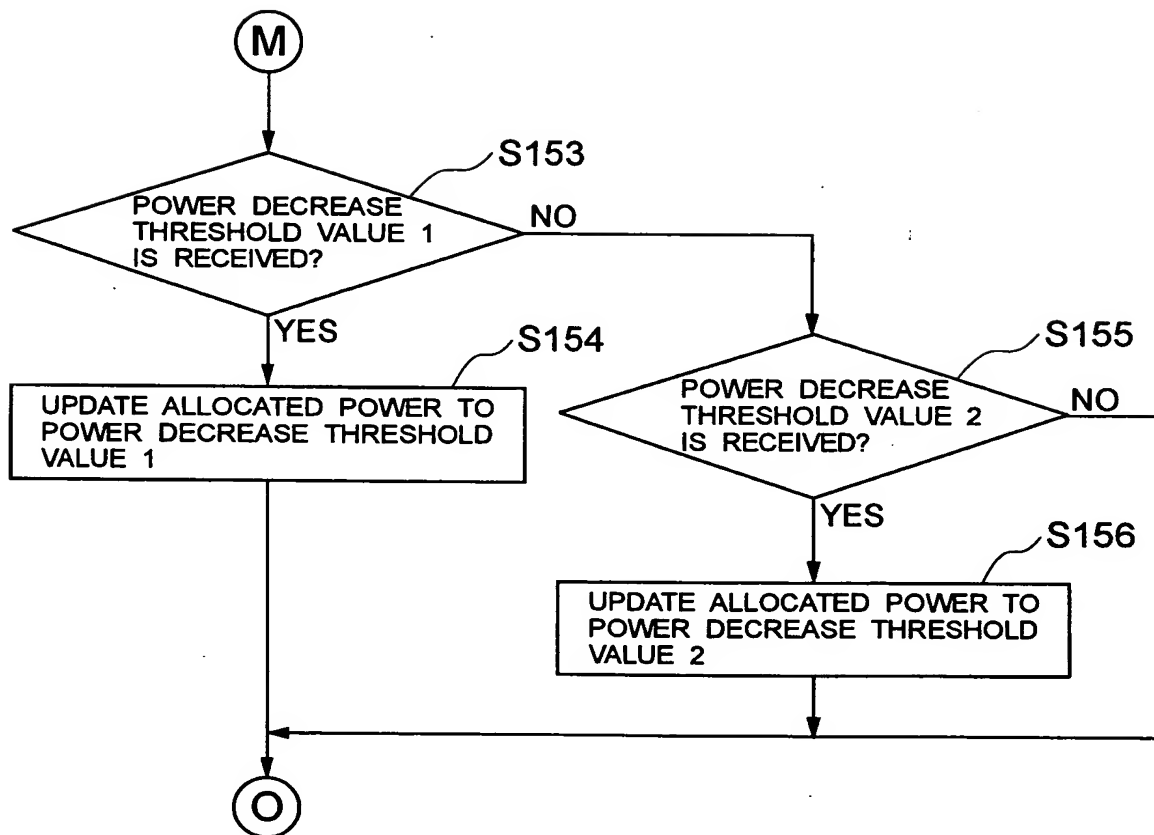 M
S153
POWER DECREASE
THRESHOLD VALUE 1
IS RECEIVED?
NO
YES
S154
UPDATE ALLOCATED POWER TO
POWER DECREASE THRESHOLD
VALUE 1
S155
POWER DECREASE
THRESHOLD VALUE 2
IS RECEIVED?
NO
YES
S156
UPDATE ALLOCATED POWER TO
POWER DECREASE THRESHOLD
VALUE 2
O